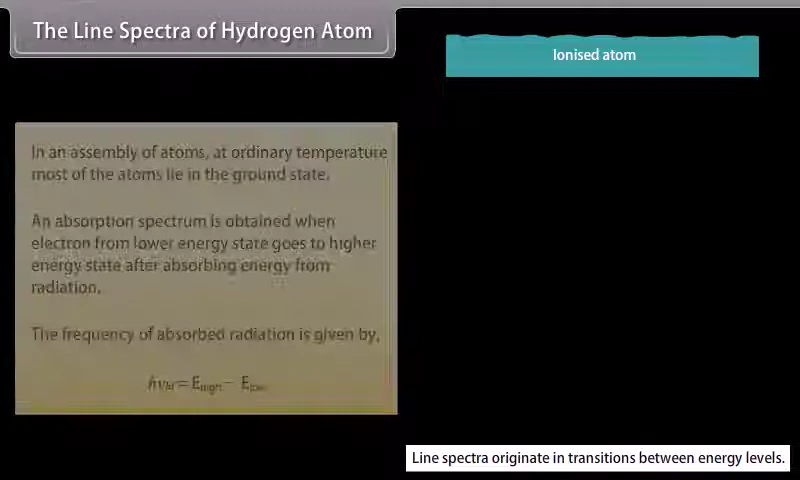 The Line Spectra of Hydrogen Atom
Ionised atom
In an assembly of atoms, at ordinary temperature
most of the atoms lie in the ground state.
An absorption spectrum is obtained when
electron from lower energy state goes to higher
energy state after absorbing energy from
radiation.
The frequency of absorbed radiation is given by,
= E - E
Line spectra originate in transitions between energy levels.